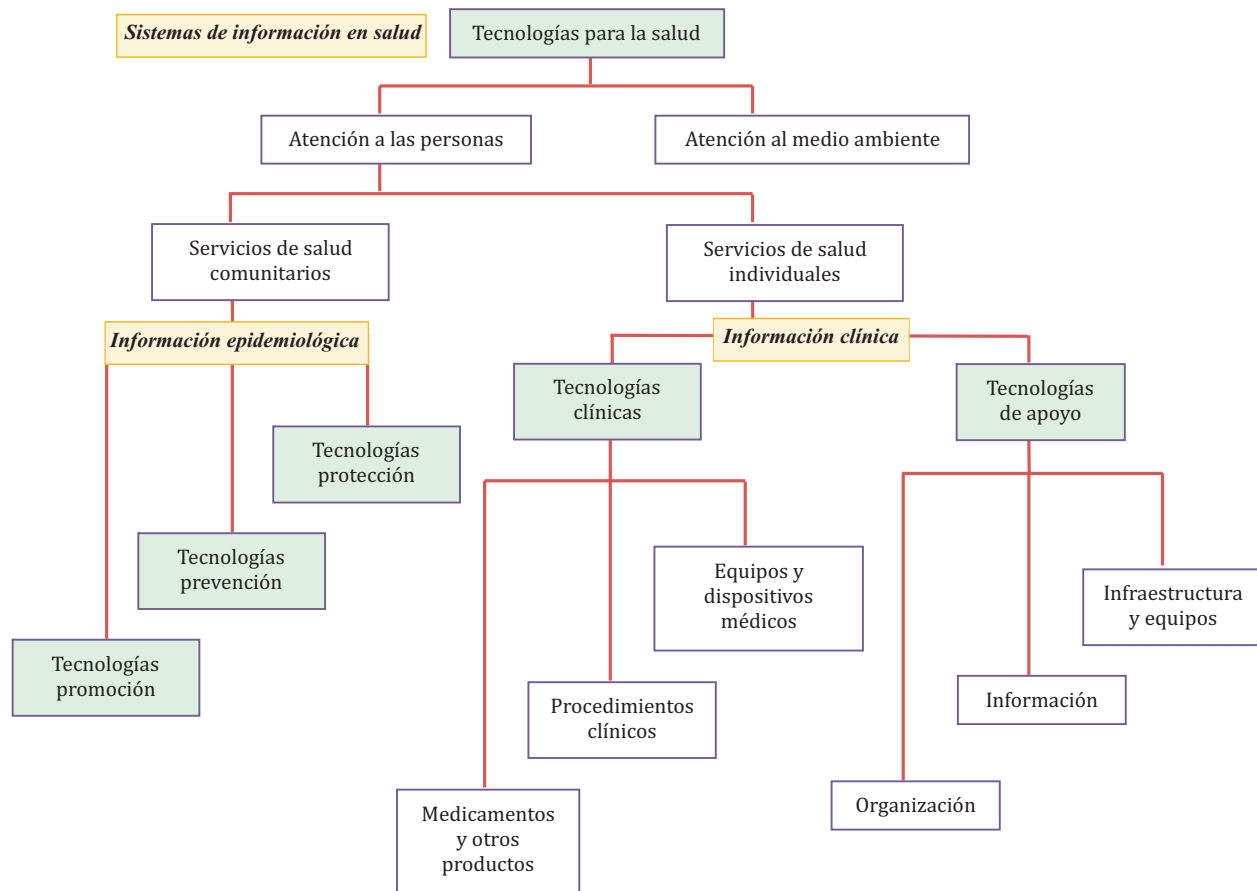 Sistemas de información en salud
Tecnologías para la salud
Atención a las personas
Atención al medio ambiente
Servicios de salud
comunitarios
Servicios de salud
individuales
Información epidemiológica
Información clínica
Tecnologías
clínicas
Tecnologías
de apoyo
Tecnologías
protección
Tecnologías
prevención
Tecnologías
promoción
Equipos y
dispositivos
médicos
Infraestructura
y equipos
Procedimientos
clínicos
Información
Medicamentos
y otros
productos
Organización